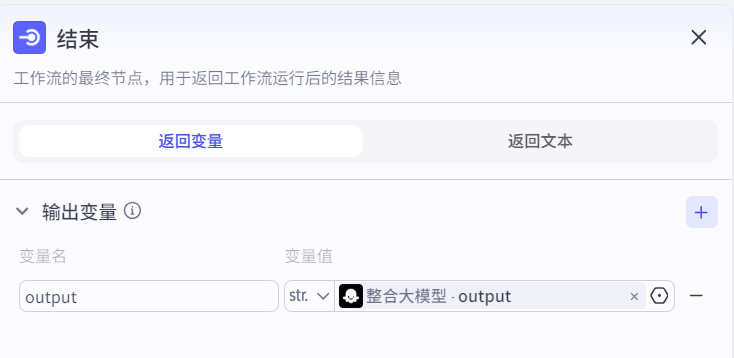 结束
工作流的最终节点，用于返回工作流运行后的结果信息
返回变量 返回文本
输出变量
变量名 变量值
output str. 整合大模型 · output